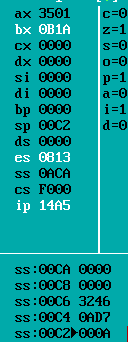 ax 3501 c=0
bx 0B1A z=1
cx 0000 s=0
dx 0000 o=0
si 0000 p=1
di 0000 a=0
bp 0000 i=1
sp 00C2 d=0
ds 0000
es 0813
ss 0ACA
cs F000
ip 14A5
ss:00CA 0000
ss:00C8 0000
ss:00C6 3246
ss:00C4 0AD7
ss:00C2▶000A